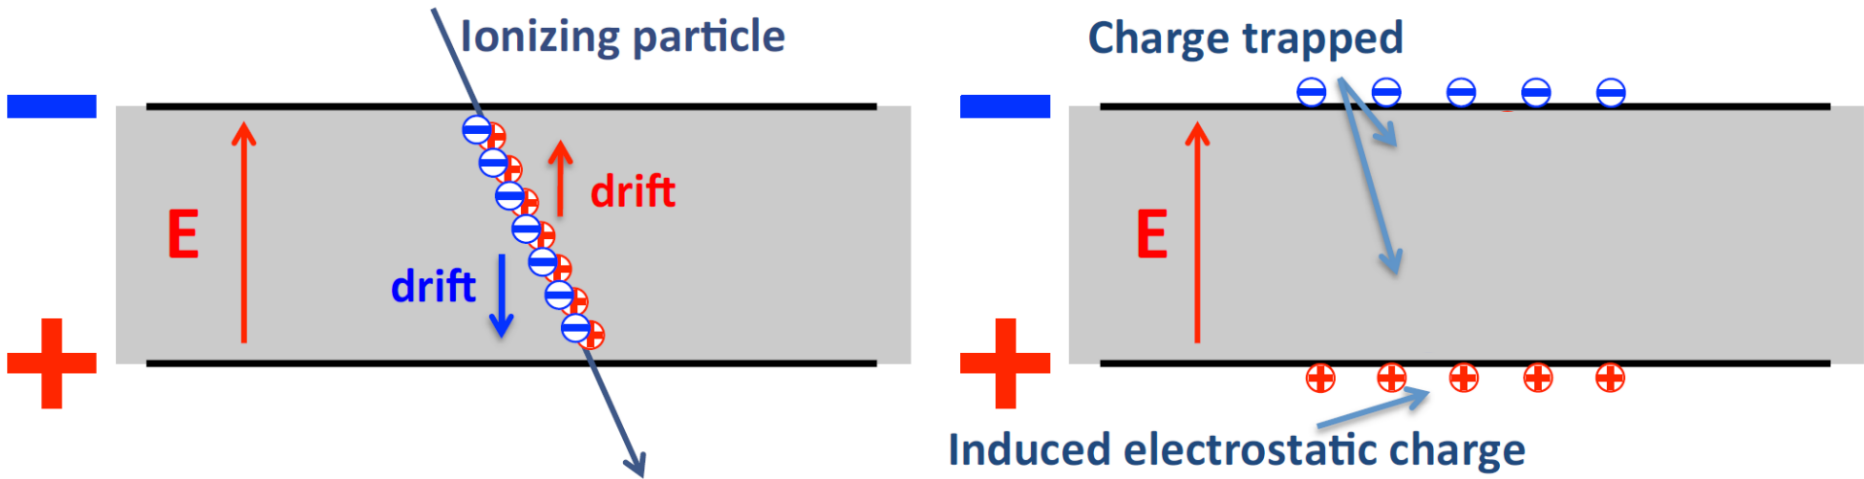 Ionizing particle
E
drift
drift
Charge trapped
E
Induced electrostatic charge